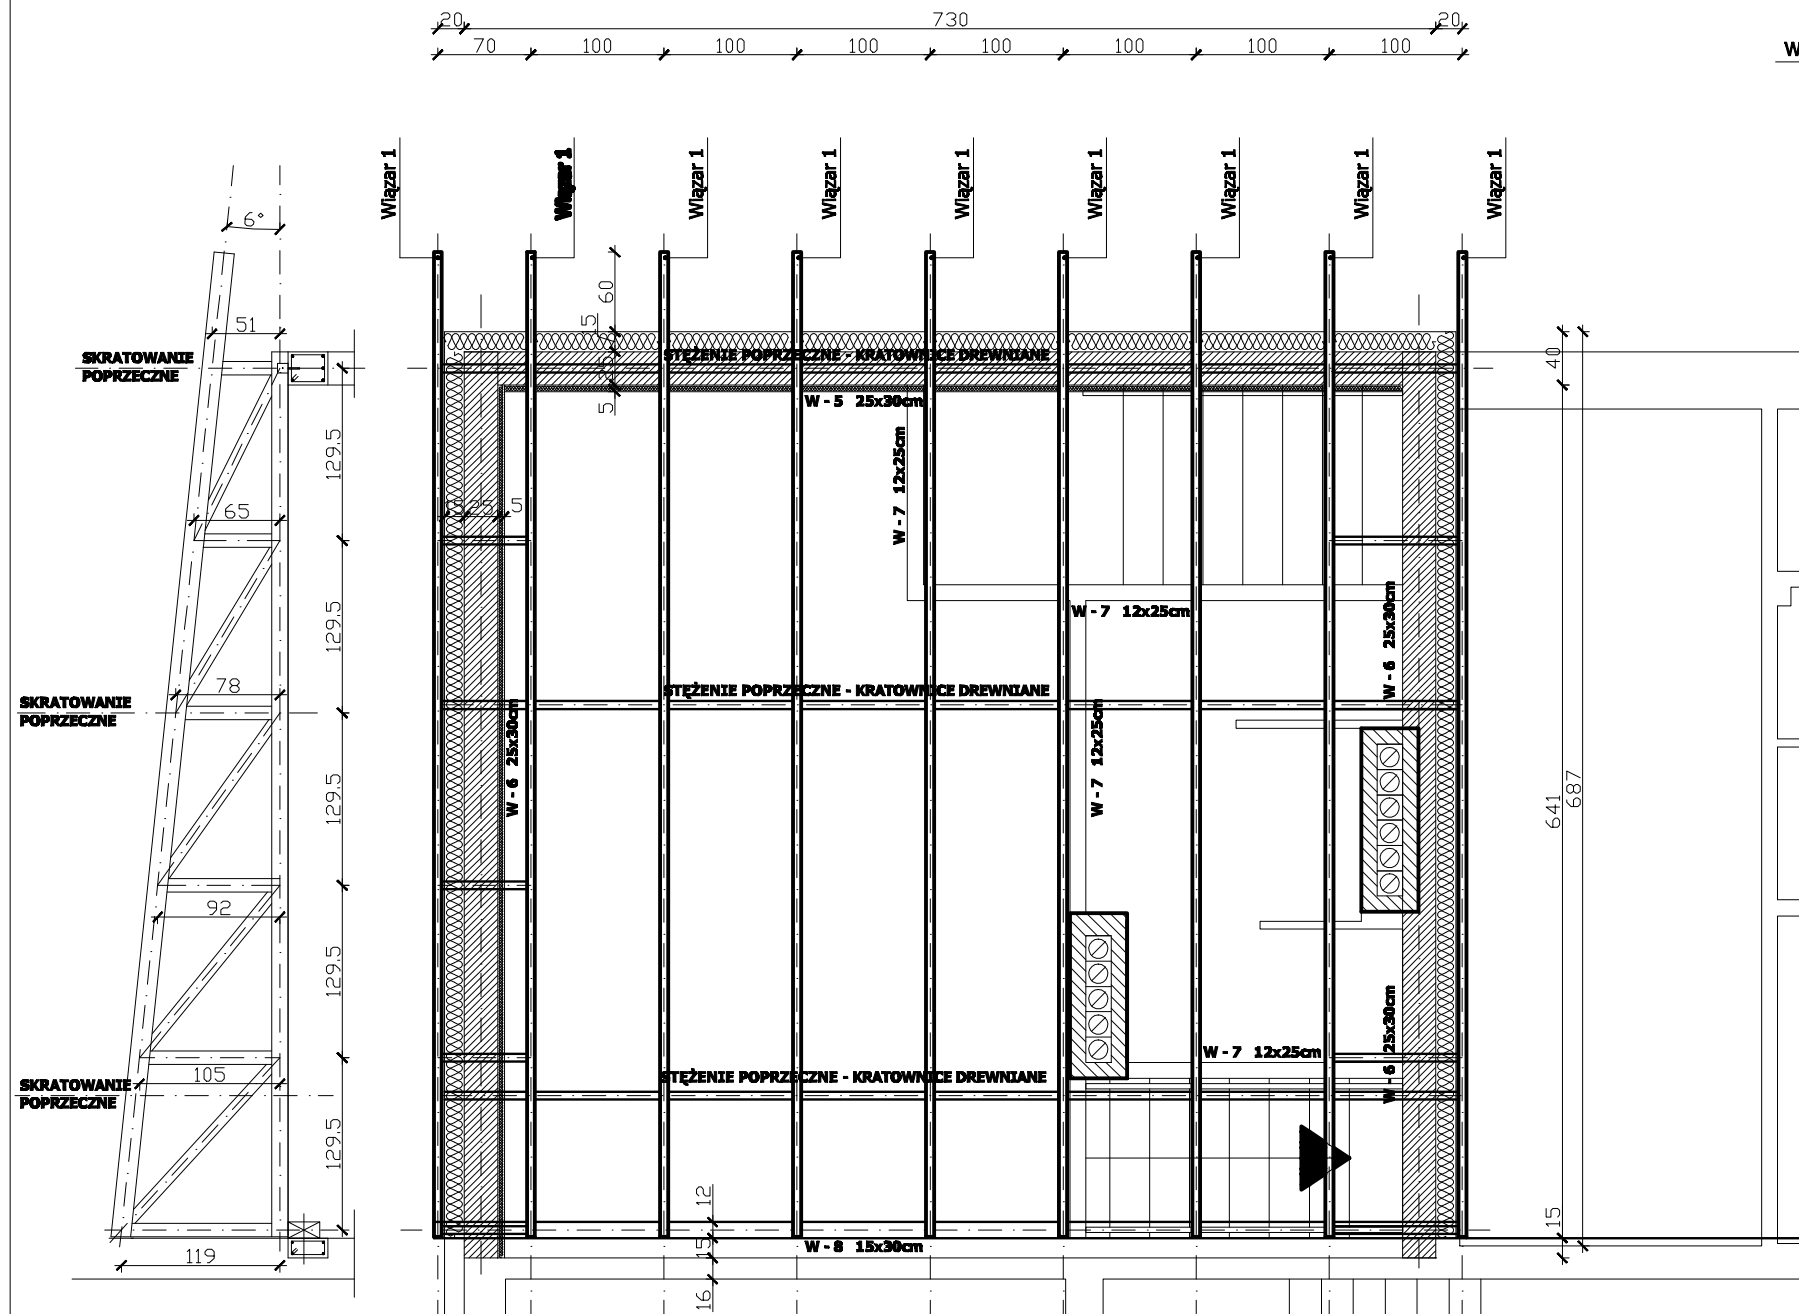 20
730
20
70
100
100
100
100
100
100
100
W
Wiązar 1
Wiązar 1
Wiązar 1
Wiązar 1
Wiązar 1
Wiązar 1
Wiązar 1
Wiązar 1
Wiązar 1
6°
60
15
25
5
51
SKRATOWANIE
POPRZECZNE
STĘŻENIE POPRZECZNE - KRATOWNICE DREWNIANE
W - 5 25x30cm
40
129.5
W - 7 12x25cm
65
25
5
129.5
W - 7 12x25cm
W - 6 25x30cm
78
SKRATOWANIE
POPRZECZNE
STĘŻENIE POPRZECZNE - KRATOWNICE DREWNIANE
W - 6 25x30cm
W - 7 12x25cm
129.5
641
687
92
129.5
W - 7 12x25cm
W - 6 25x30cm
105
SKRATOWANIE
POPRZECZNE
STĘŻENIE POPRZECZNE - KRATOWNICE DREWNIANE
129.5
12
15
W - 8 15x30cm
15
119
16